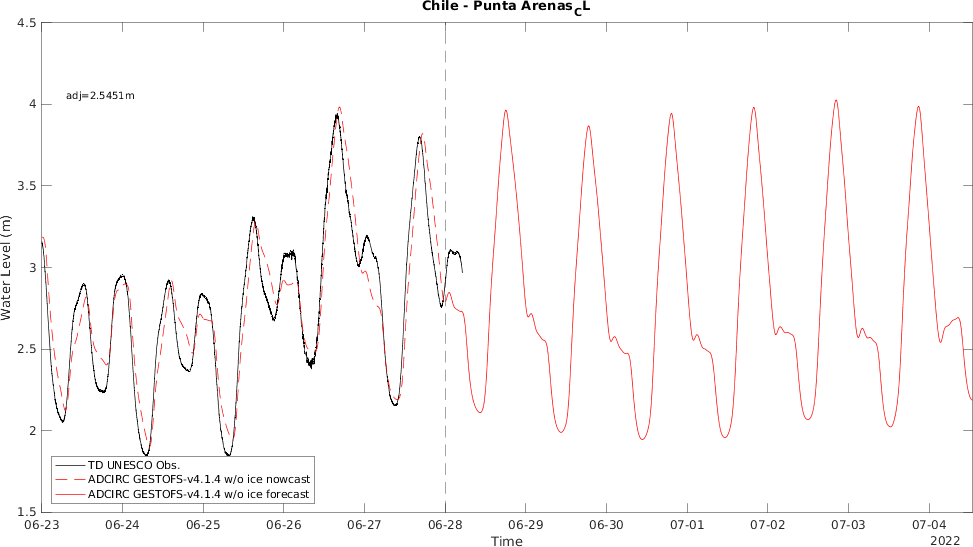 Chile - Punta Arenas_CL
4.5
4
3.5
3
2.5
2
1.5
Water Level (m)
adj=2.5451m
TD UNESCO Obs.
ADCIRC GESTOFS-v4.1.4 w/o ice nowcast
ADCIRC GESTOFS-v4.1.4 w/o ice forecast
06-23 06-24 06-25 06-26 06-27 06-28 06-29 06-30 07-01 07-02 07-03 07-04
Time
2022